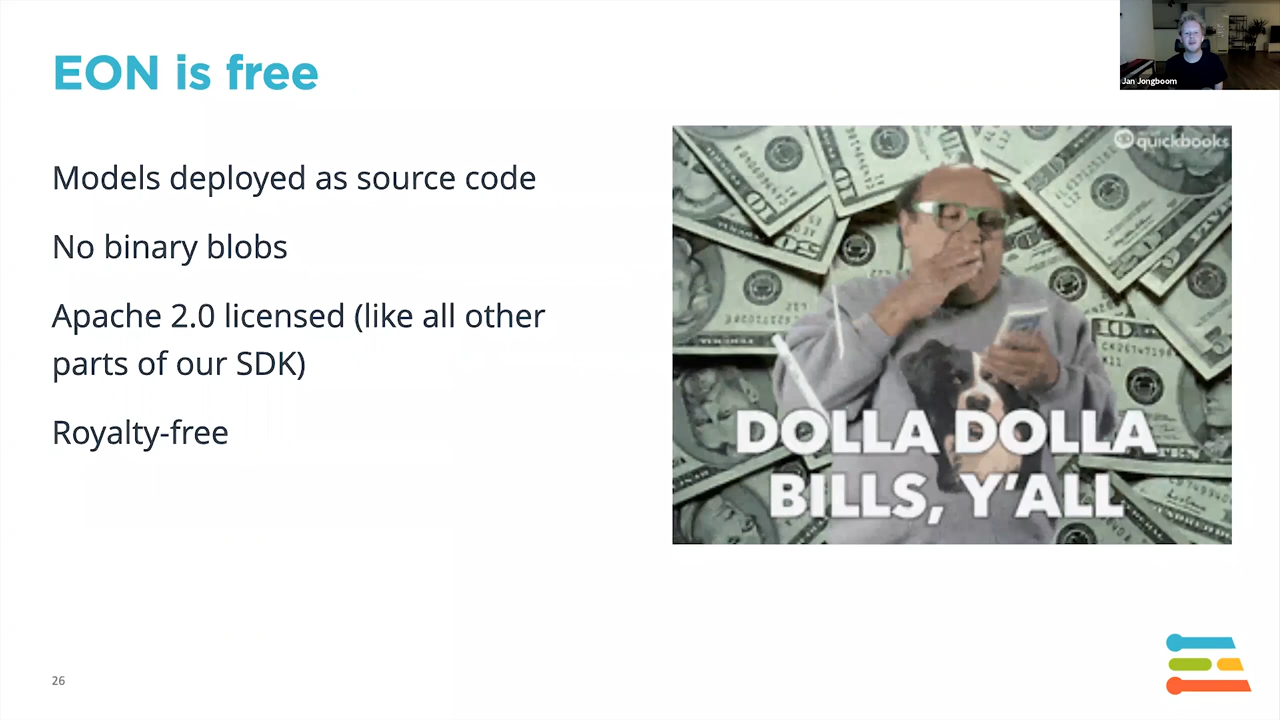 EON is free
Jan Jongboom
Models deployed as source code
No binary blobs
Apache 2.0 licensed (like all other
parts of our SDK)
Royalty-free
quickbooks
DOLLA DOLLA
BILLS, Y'ALL
26